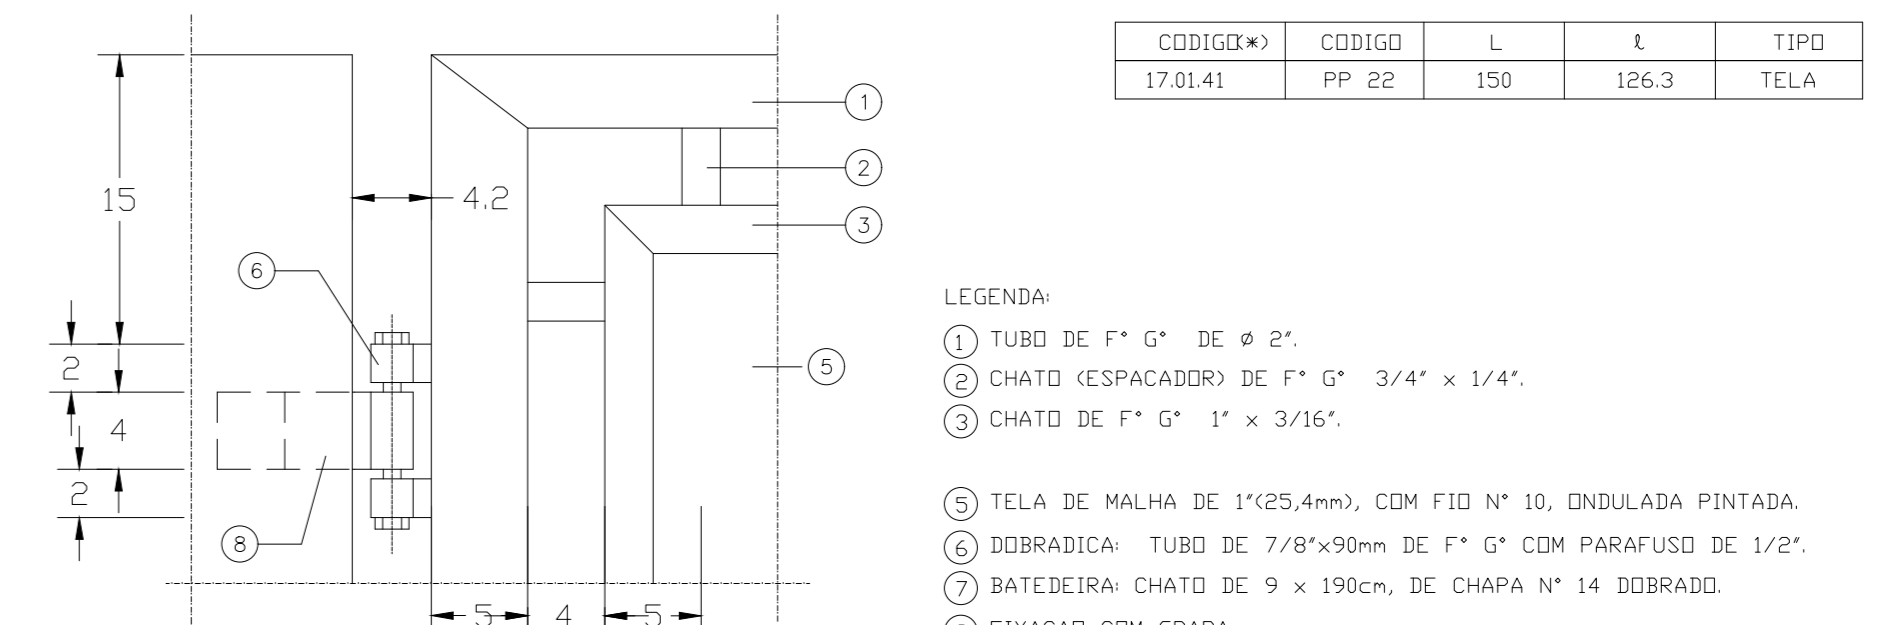 CODIGO(*) CODIGO L ℓ TIPO
17.01.41 PP 22 150 126.3 TELA
1
2
15
4.2
3
6
2
5
4
2
8
5 4 5
LEGENDA:
1 TUBO DE F° G° DE ø 2".
2 CHATO (ESPACADOR) DE F° G° 3/4" x 1/4".
3 CHATO DE F° G° 1" x 3/16".
5 TELA DE MALHA DE 1"(25,4mm), COM FIO N° 10, ONDULADA PINTADA.
6 DOBRADICA: TUBO DE 7/8"x90mm DE F° G° COM PARAFUSO DE 1/2".
7 BATEDEIRA: CHATO DE 9 x 190cm, DE CHAPA N° 14 DOBRADO.
FIXACAO COM GRAPA